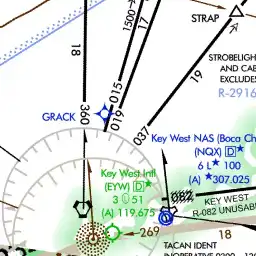 1500
17
STRAP
18
STROBELIGH
AND CAB
EXCLUDES
R-2916
19
015
GRACK
360
019
037
Key West NAS (Boca Ch
(NQX) D★
6 L★ 100
(A) ★307.025
Key West Intl
(EYW) D★
3 51
(A) 119.675
KEY WEST
R-082 UNUSAB
269
18
TACAN IDENT